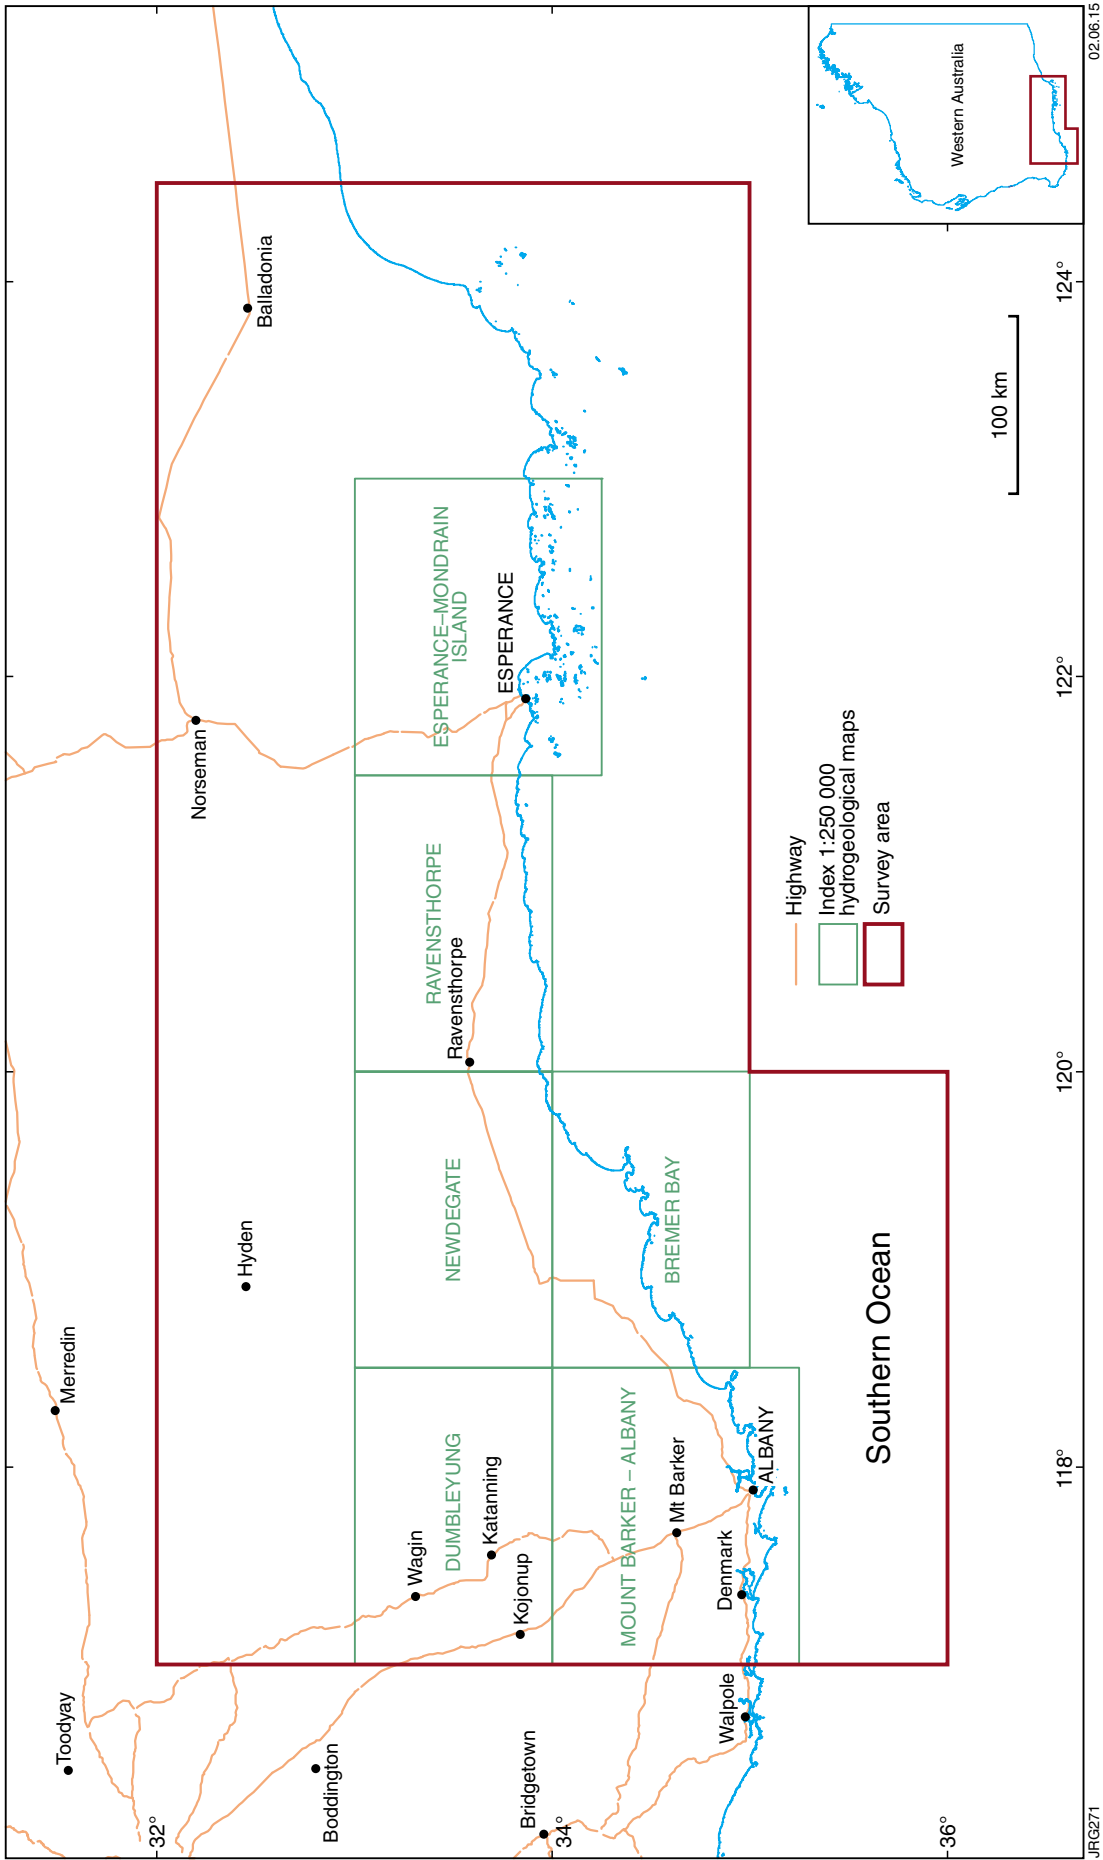 Toodyay
Merredin
Boddington
Hyden
Norseman
Balladonia
Wagin
Katanning
Kojonup
DUMBLEYUNG
NEWDEGATE
RAVENSTHORPE
Ravensthorpe
ESPERANCE–MONDRAIN
ISLAND
ESPERANCE
Bridgetown
MOUNT BARKER – ALBANY
Mt Barker
BREMER BAY
Walpole
Denmark
ALBANY
Southern Ocean
Highway
Index 1:250 000
hydrogeological maps
Survey area
100 km
Western Australia
32°
34°
36°
118°
120°
122°
124°
JRG271
02.06.15